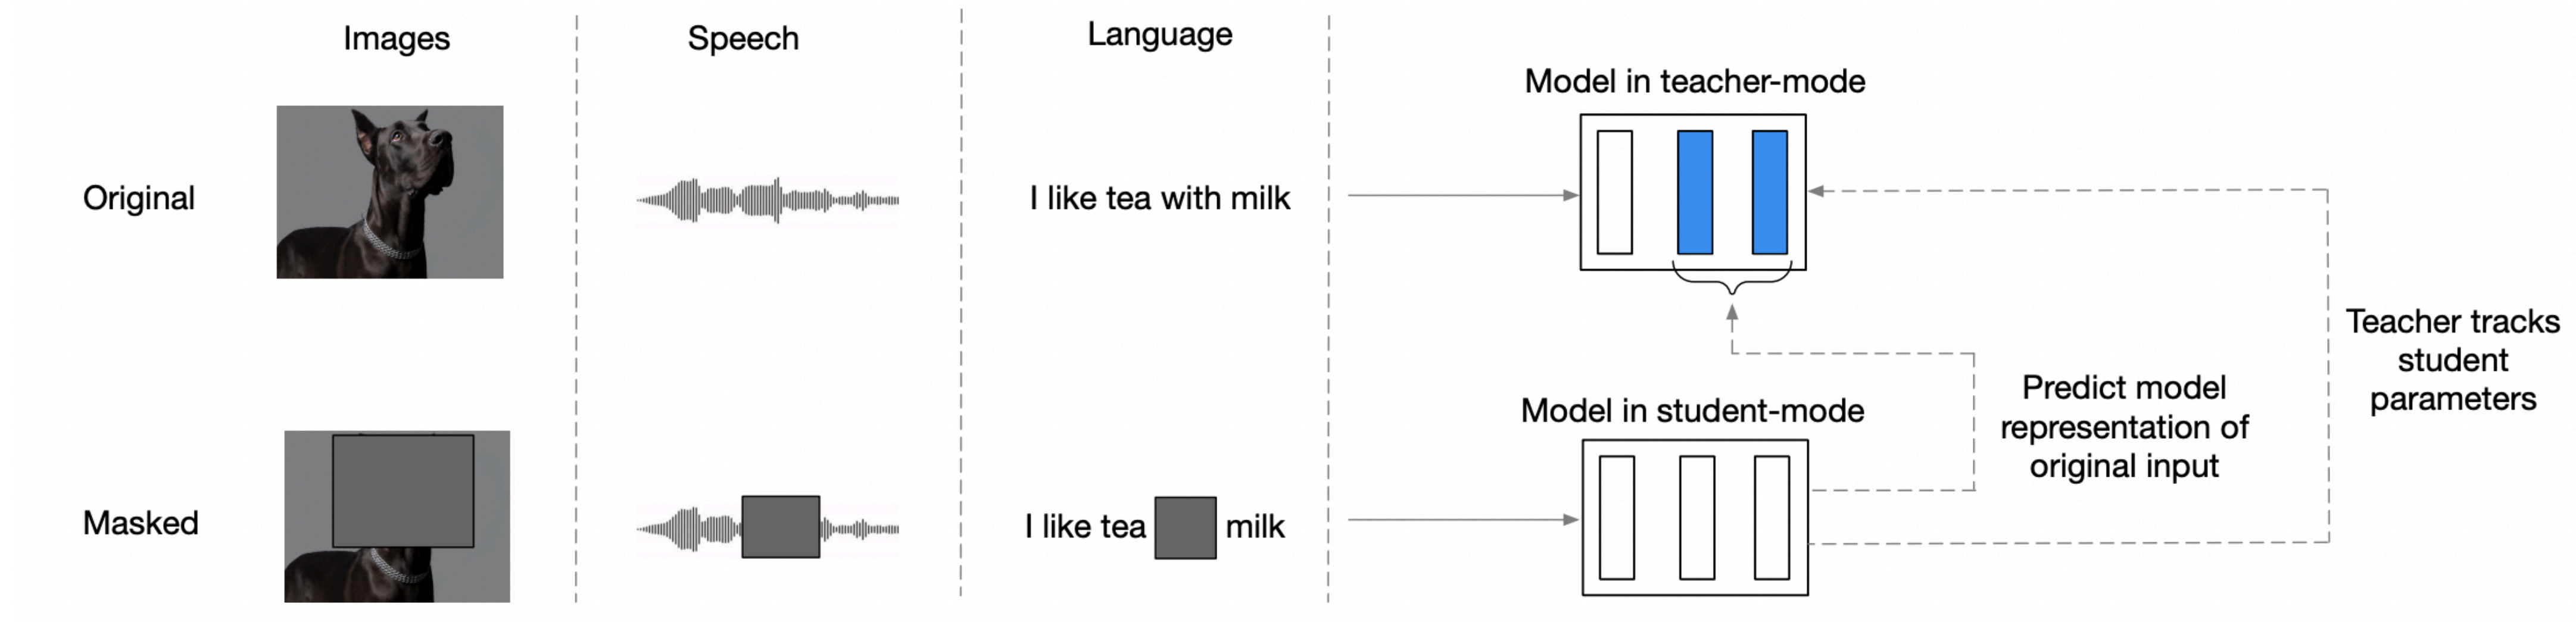 Images
Speech
Language
Model in teacher-mode
Original
I like tea with milk
Teacher tracks
student
parameters
Predict model
representation of
original input
Model in student-mode
Masked
I like tea
milk